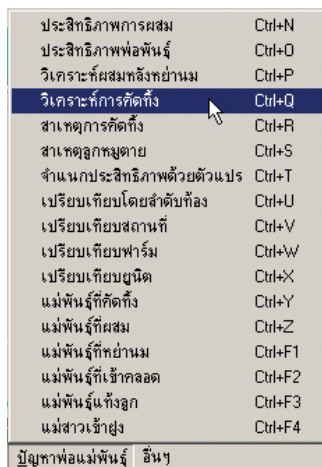 ประสิทธิภาพการผสม Ctrl+N
ประสิทธิภาพพ่อพันธุ์ Ctrl+O
วิเคราะห์ผสมหลังหย่านม Ctrl+P
วิเคราะห์การคัดทิ้ง Ctrl+Q
สาเหตุการคัดทิ้ง Ctrl+R
สาเหตุลูกหมูตาย Ctrl+S
จำแนกประสิทธิภาพด้วยตัวแปร Ctrl+T
เปรียบเทียบโดยลำดับท้อง Ctrl+U
เปรียบเทียบสถานที่ Ctrl+V
เปรียบเทียบฟาร์ม Ctrl+W
เปรียบเทียบยูนิต Ctrl+X
แม่พันธุ์ที่คัดทิ้ง Ctrl+Y
แม่พันธุ์ที่ผสม Ctrl+Z
แม่พันธุ์ที่หย่านม Ctrl+F1
แม่พันธุ์ที่เข้าคลอด Ctrl+F2
แม่พันธุ์แท้งลูก Ctrl+F3
แม่สาวเข้าฝูง Ctrl+F4
ปัญหาพ่อแม่พันธุ์ อื่นๆ